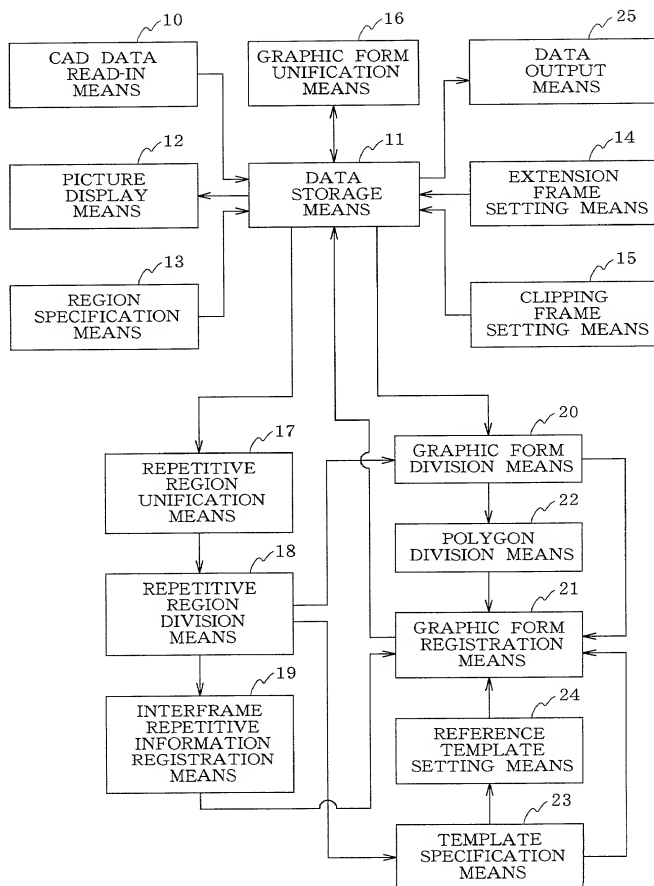 10
CAD DATA
READ-IN
MEANS
16
GRAPHIC FORM
UNIFICATION
MEANS
25
DATA
OUTPUT
MEANS
12
PICTURE
DISPLAY
MEANS
11
DATA
STORAGE
MEANS
14
EXTENSION
FRAME
SETTING MEANS
13
REGION
SPECIFICATION
MEANS
15
CLIPPING
FRAME
SETTING MEANS
17
REPETITIVE
REGION
UNIFICATION
MEANS
20
GRAPHIC FORM
DIVISION MEANS
22
POLYGON
DIVISION MEANS
18
REPETITIVE
REGION
DIVISION
MEANS
21
GRAPHIC FORM
REGISTRATION
MEANS
19
INTERFRAME
REPETITIVE
INFORMATION
REGISTRATION
MEANS
24
REFERENCE
TEMPLATE
SETTING MEANS
23
TEMPLATE
SPECIFICATION
MEANS